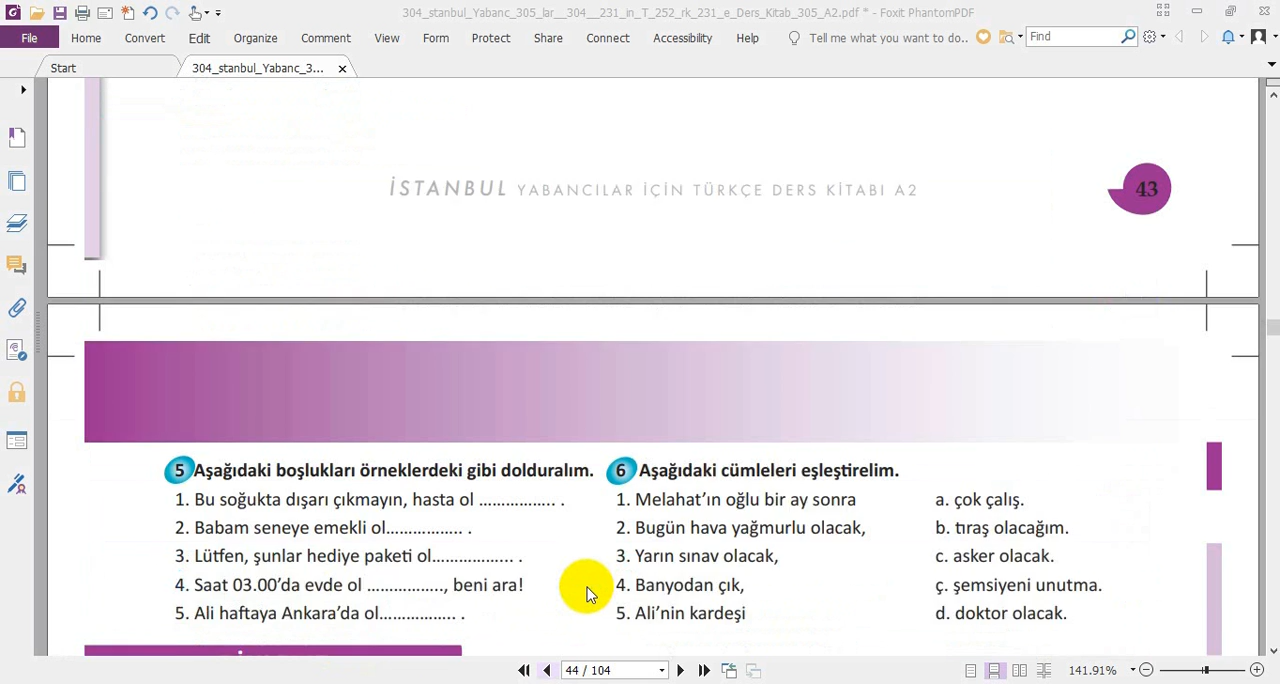 304_stanbul_Yabanc_305_lar__304__231_in_T_252_rk_231_e_Ders_Kitab_305_A2.pdf * - Foxit PhantomPDF
File Home Convert Edit Organize Comment View Form Protect Share Connect Accessibility Help Tell me what you want to do.. Find
Start 304_stanbul_Yabanc_3...
İSTANBUL YABANCILAR İÇİN TÜRKÇE DERS KİTABI A2
43
5 Aşağıdaki boşlukları örneklerdeki gibi dolduralım.
1. Bu soğukta dışarı çıkmayın, hasta ol ................. .
2. Babam seneye emekli ol................. .
3. Lütfen, şunlar hediye paketi ol.................. .
4. Saat 03.00’da evde ol ................., beni ara!
5. Ali haftaya Ankara’da ol................. .
6 Aşağıdaki cümleleri eşleştirelim.
1. Melahat’ın oğlu bir ay sonra
2. Bugün hava yağmurlu olacak,
3. Yarın sınav olacak,
4. Banyodan çık,
5. Ali’nin kardeşi
a. çok çalış.
b. tıraş olacağım.
c. asker olacak.
ç. şemsiyeni unutma.
d. doktor olacak.
44 / 104
141.91%